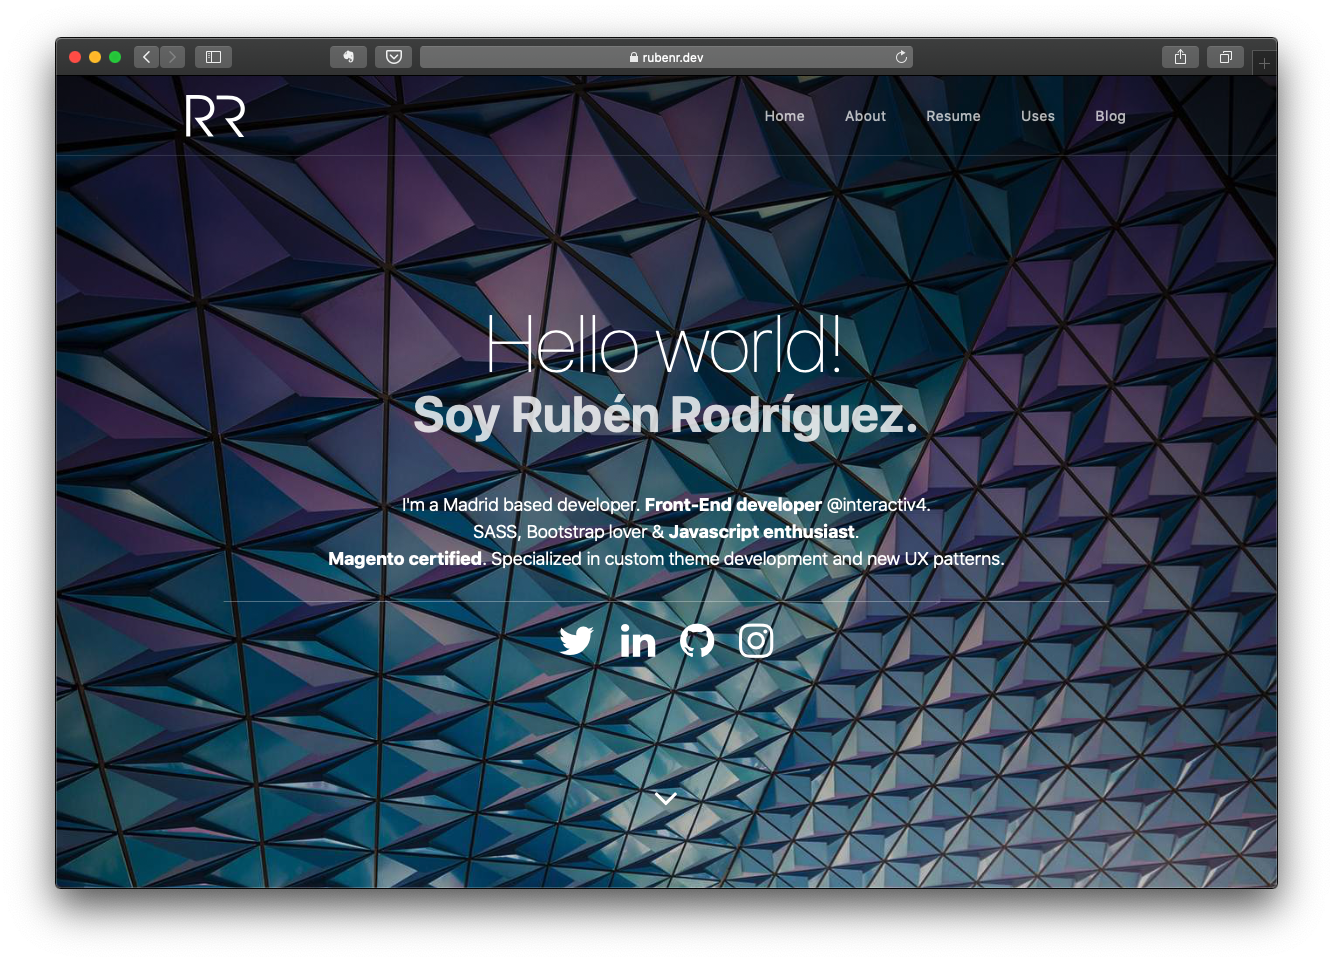 rubenr.dev
RR
Home About Resume Uses Blog
Hello world!
Soy Rubén Rodríguez.
I'm a Madrid based developer. Front-End developer @interactiv4.
SASS, Bootstrap lover & Javascript enthusiast.
Magento certified. Specialized in custom theme development and new UX patterns.
in